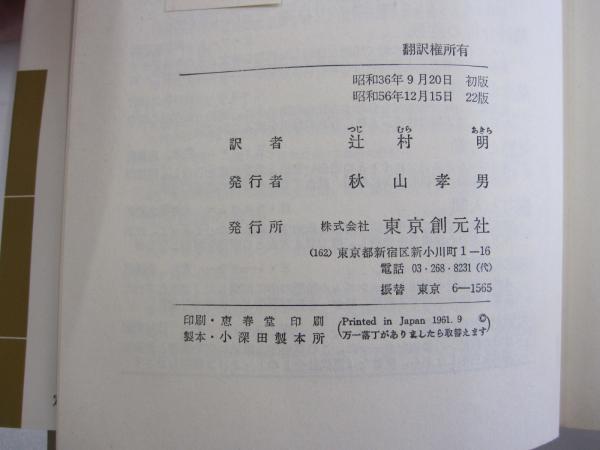 翻訳権所有
昭和36年9月20日 初版
昭和56年12月15日 22版
つじ むら あきら
訳者 辻村 明
発行者 秋山孝男
発行所 株式会社 東京創元社
(162) 東京都新宿区新小川町1―16
電話 03・268・8231(代)
振替 東京 6―1565
印刷・恵春堂印刷
製本・小深田製本所
(Printed in Japan 1961. 9 ©
万一落丁がありましたら取替えます)